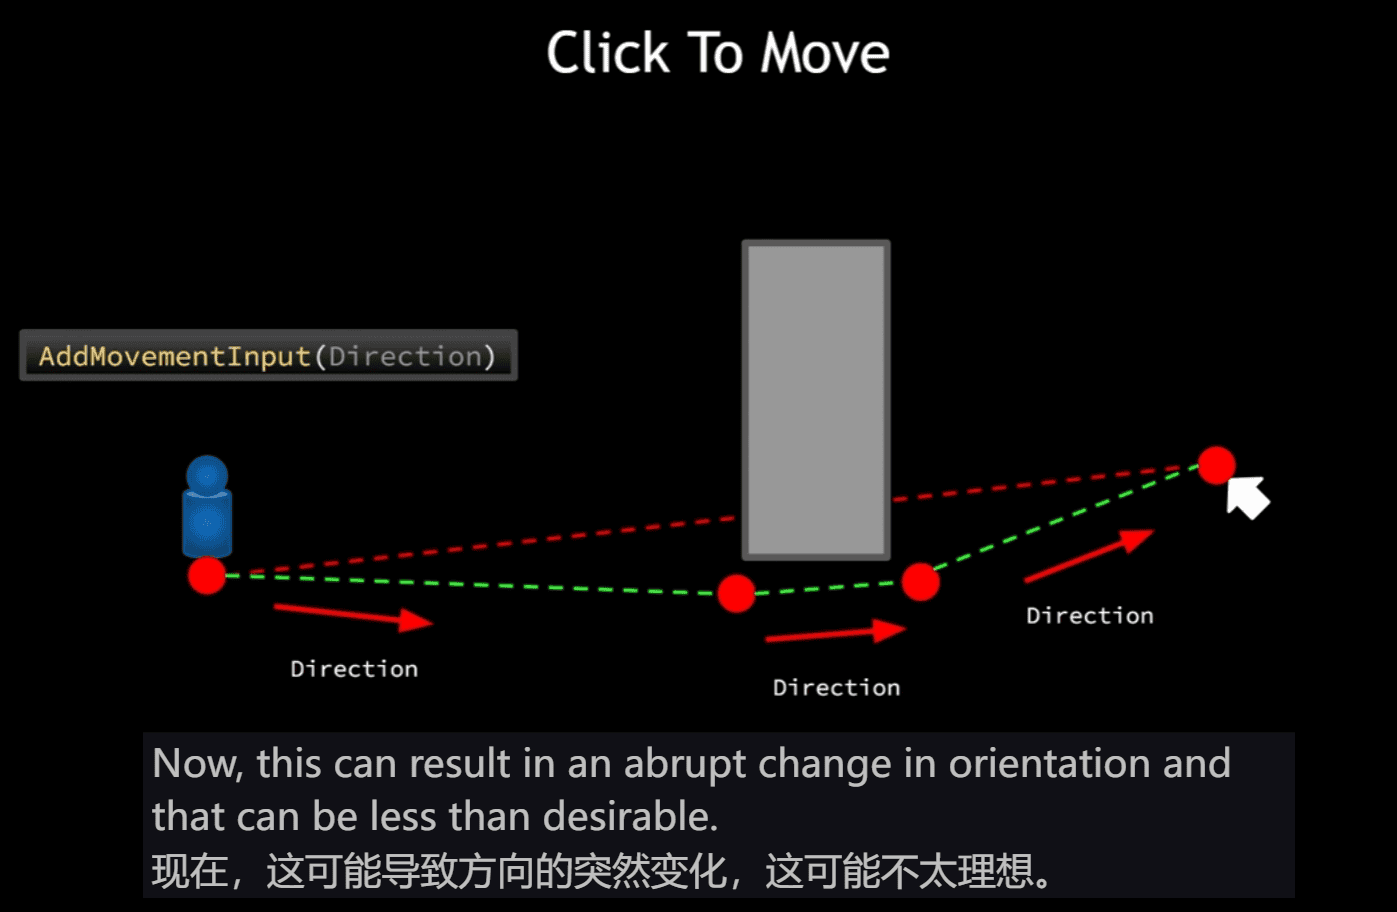 Click To Move
AddMovementInput(Direction)
Direction
Direction
Direction
Now, this can result in an abrupt change in orientation and
that can be less than desirable.
现在，这可能导致方向的突然变化，这可能不太理想。